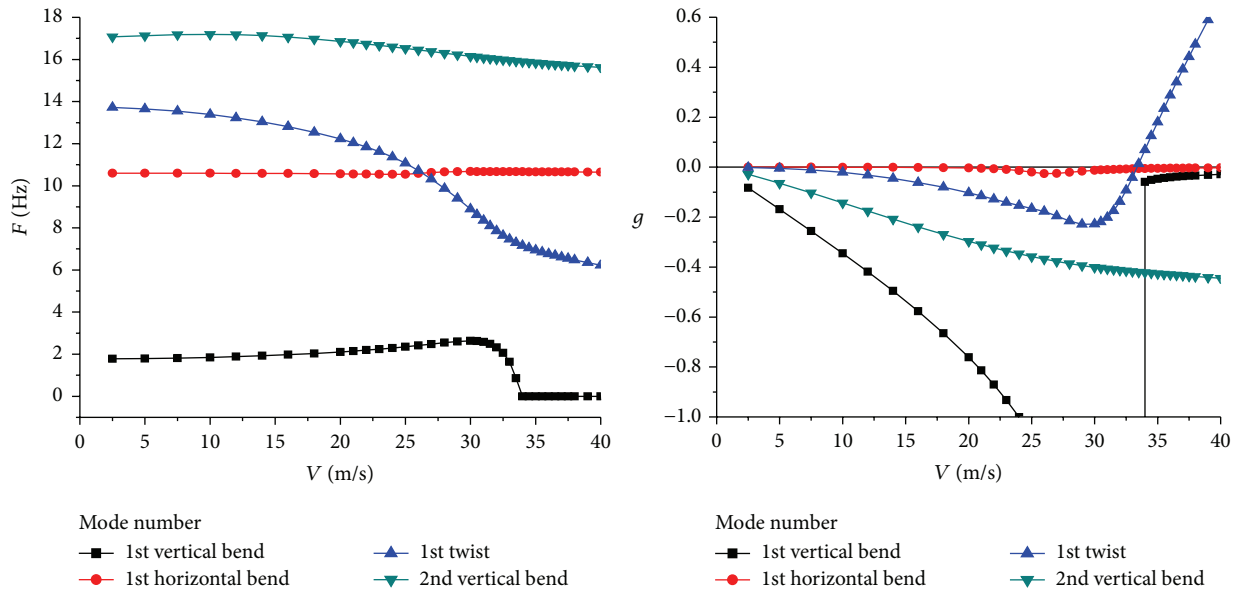 18
16
14
12
10
8
6
4
2
0
F (Hz)
0 5 10 15 20 25 30 35 40
V (m/s)
Mode number
1st vertical bend 1st twist
1st horizontal bend 2nd vertical bend
0.6
0.4
0.2
0.0
−0.2
−0.4
−0.6
−0.8
−1.0
g
0 5 10 15 20 25 30 35 40
V (m/s)
Mode number
1st vertical bend 1st twist
1st horizontal bend 2nd vertical bend